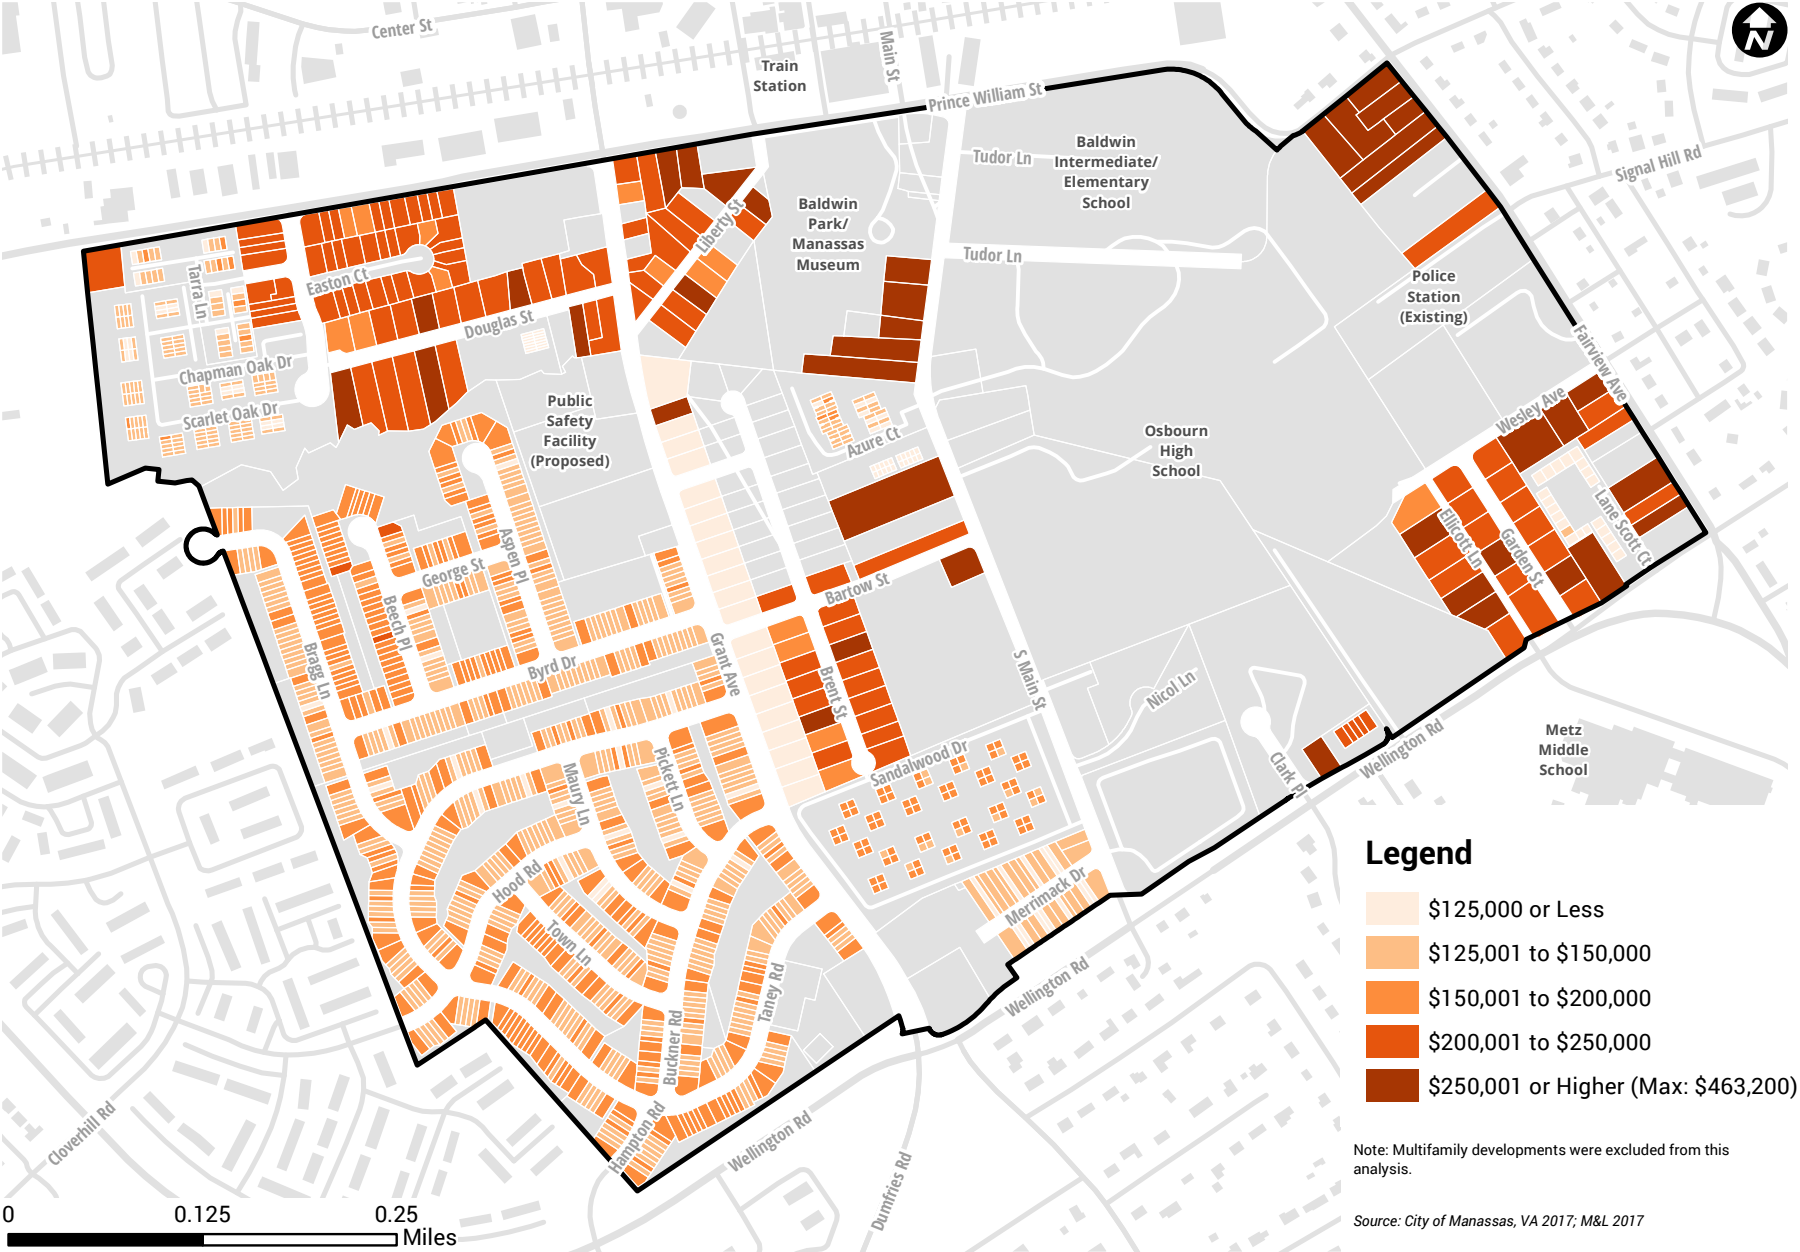 Center St
Main St
N
Train
Station
Prince William St
Tudor Ln
Baldwin
Intermediate/
Elementary
School
Signal Hill Rd
Liberty St
Baldwin
Park/
Manassas
Museum
Tudor Ln
Tarra Ln
Easton Ct
Douglas St
Police
Station
(Existing)
Fairview Ave
Chapman Oak Dr
Scarlet Oak Dr
Public
Safety
Facility
(Proposed)
Azure Ct
Osbourn
High
School
Wesley Ave
Lane Scott Ct
Ellicott Ln
Garden St
Aspen Pl
George St
Beech Pl
Bartow St
Bragg Ln
Byrd Dr
Grant Ave
Brent St
S Main St
Nicol Ln
Sandalwood Dr
Clark Pl
Wellington Rd
Metz
Middle
School
Maury Ln
Pickett Ln
Hood Rd
Town Ln
Merrimack Dr
Taney Rd
Wellington Rd
Buckner Rd
Hampton Rd
Wellington Rd
Dumfries Rd
Cloverhill Rd
Legend
$125,000 or Less
$125,001 to $150,000
$150,001 to $200,000
$200,001 to $250,000
$250,001 or Higher (Max: $463,200)
Note: Multifamily developments were excluded from this
analysis.
Source: City of Manassas, VA 2017; M&L 2017
0 0.125 0.25
Miles